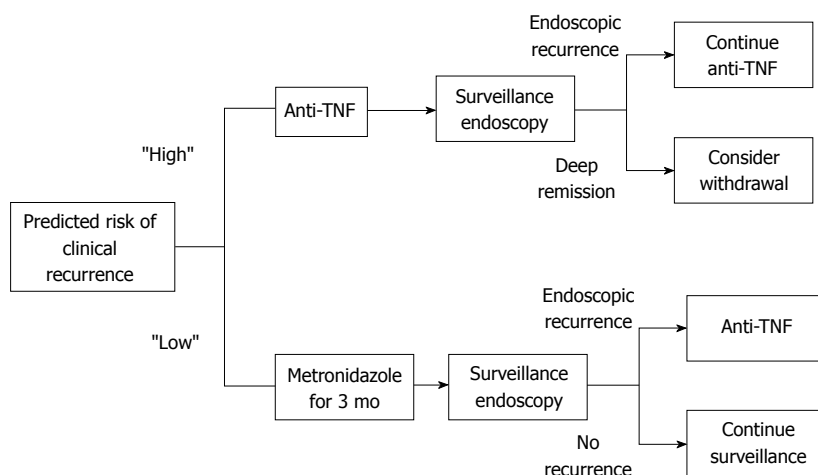 Endoscopic
recurrence
Continue
anti-TNF
Anti-TNF
Surveillance
endoscopy
"High"
Deep
remission
Consider
withdrawal
Predicted risk of
clinical
recurrence
Endoscopic
recurrence
Anti-TNF
"Low"
Metronidazole
for 3 mo
Surveillance
endoscopy
No
recurrence
Continue
surveillance